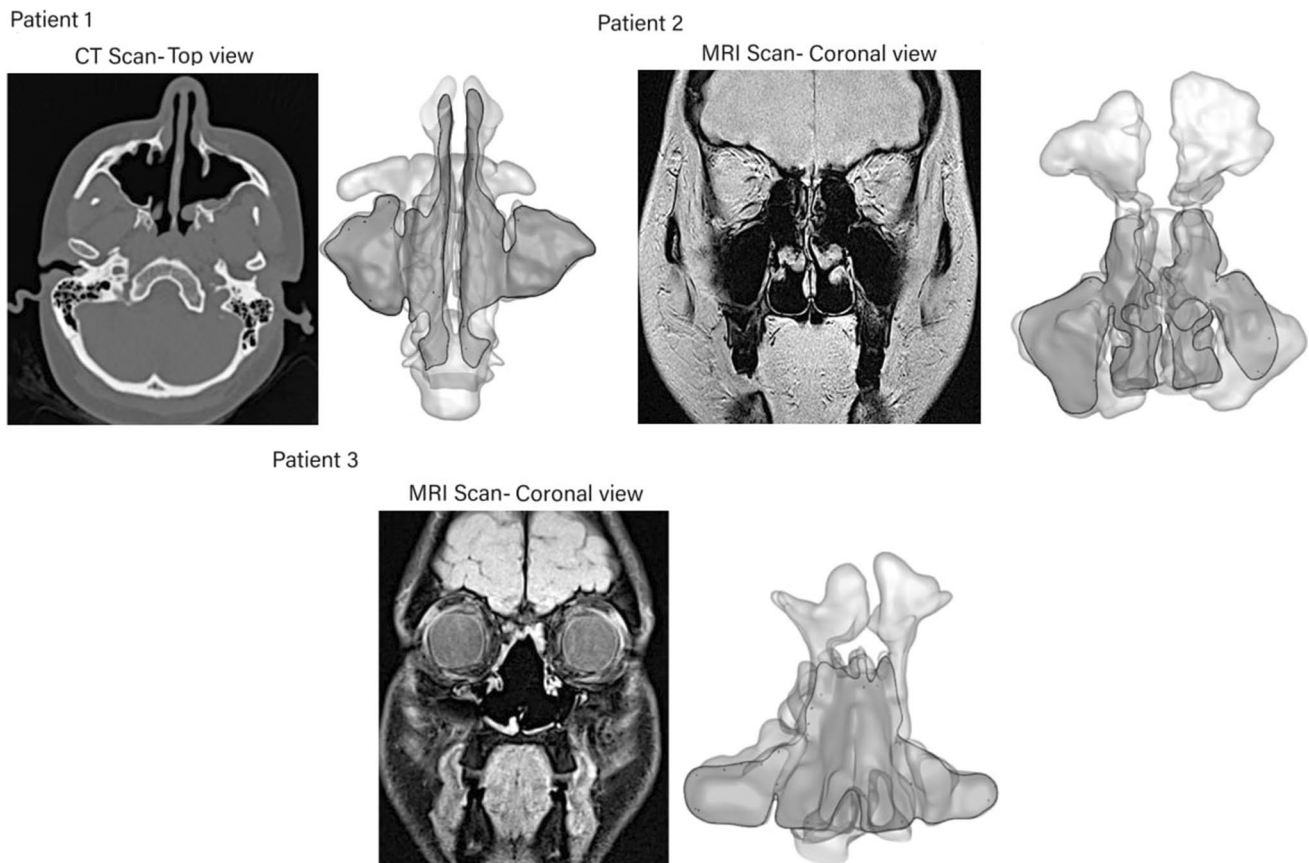 Patient 1
CT Scan-Top view
Patient 2
MRI Scan- Coronal view
Patient 3
MRI Scan- Coronal view